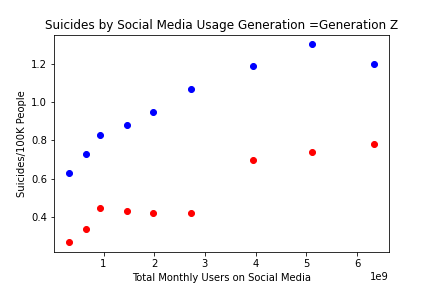 Suicides by Social Media Usage Generation =Generation Z
Suicides/100K People
1.2
1.0
0.8
0.6
0.4
1 2 3 4 5 6
1e9
Total Monthly Users on Social Media